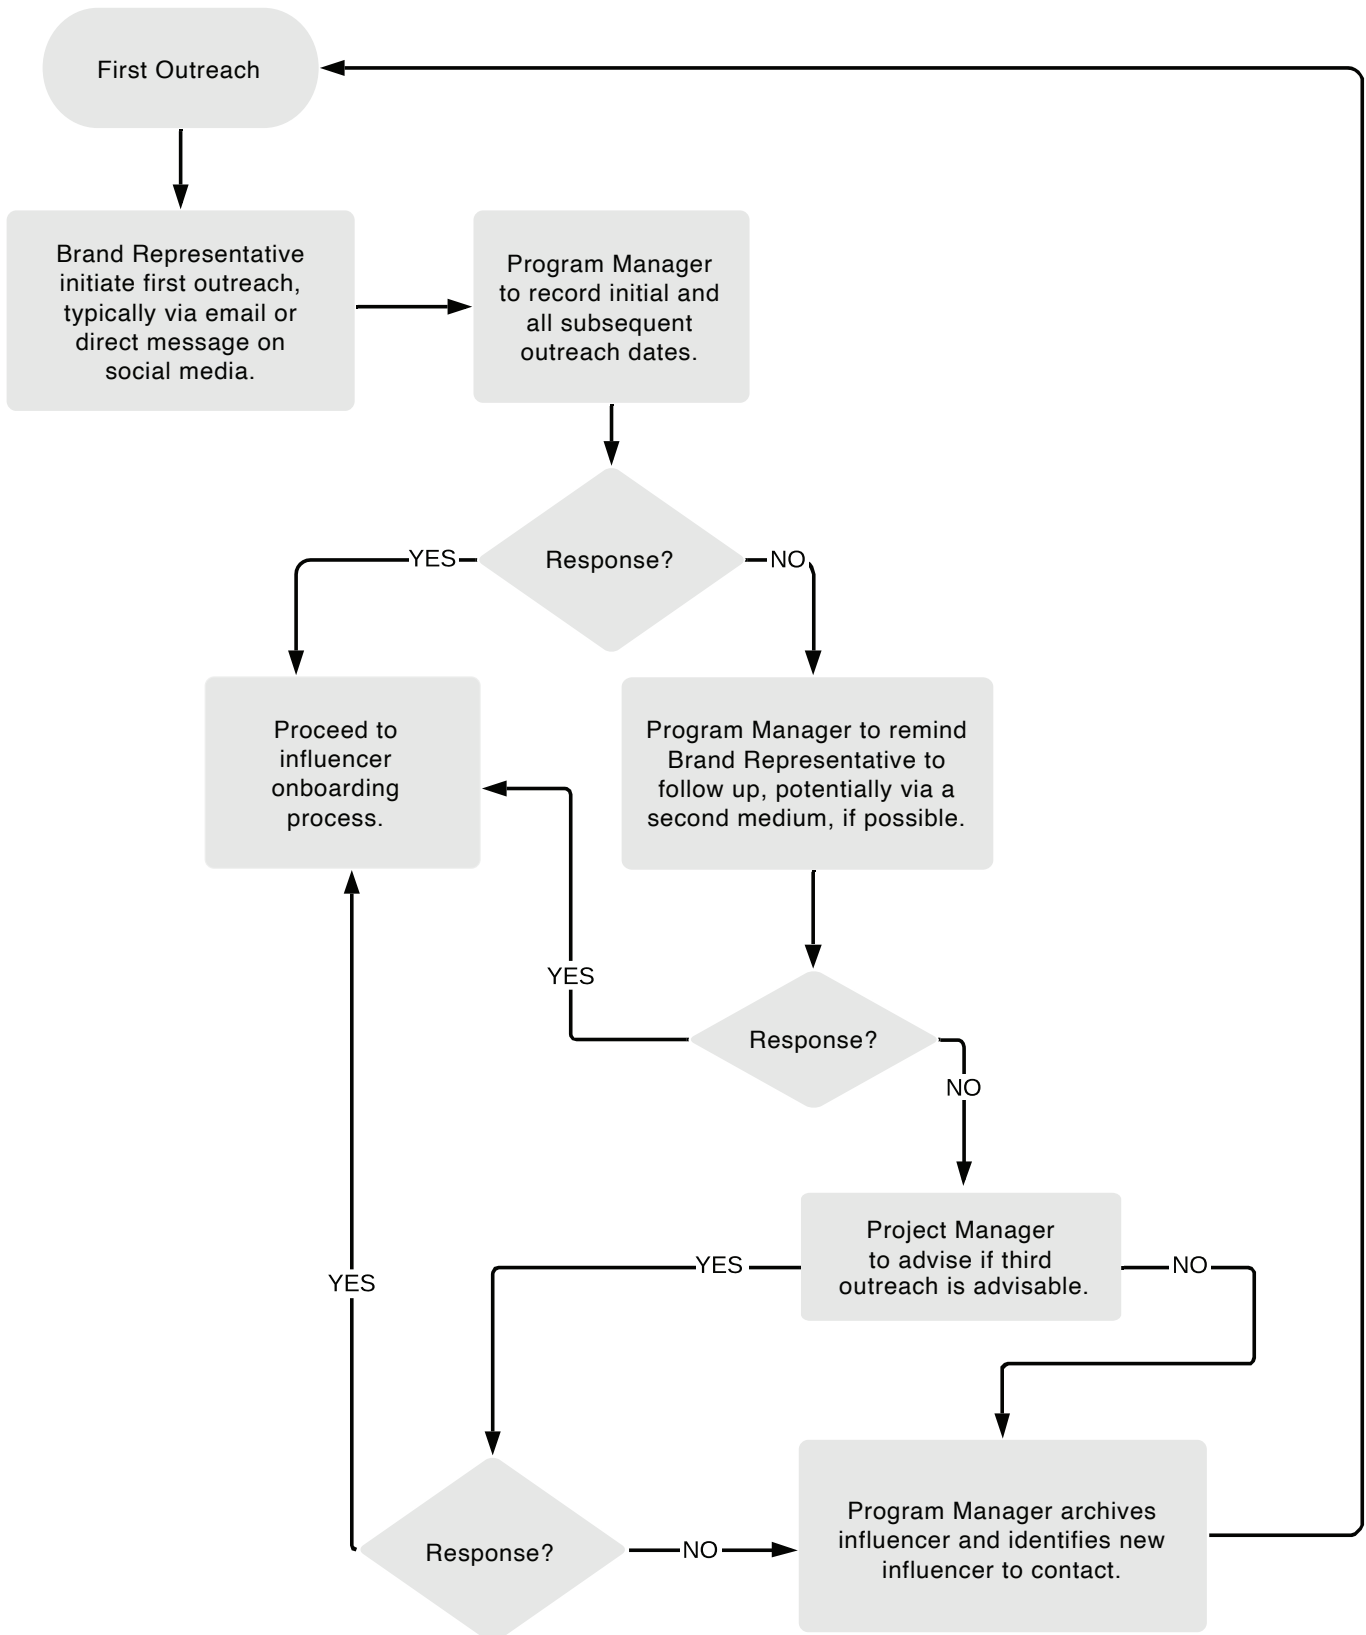 First Outreach
Brand Representative
initiate first outreach,
typically via email or
direct message on
social media.
Program Manager
to record initial and
all subsequent
outreach dates.
Response?
YES
NO
Proceed to
influencer
onboarding
process.
Program Manager to remind
Brand Representative to
follow up, potentially via a
second medium, if possible.
YES
Response?
NO
Project Manager
to advise if third
outreach is advisable.
YES
NO
YES
Response?
NO
Program Manager archives
influencer and identifies new
influencer to contact.